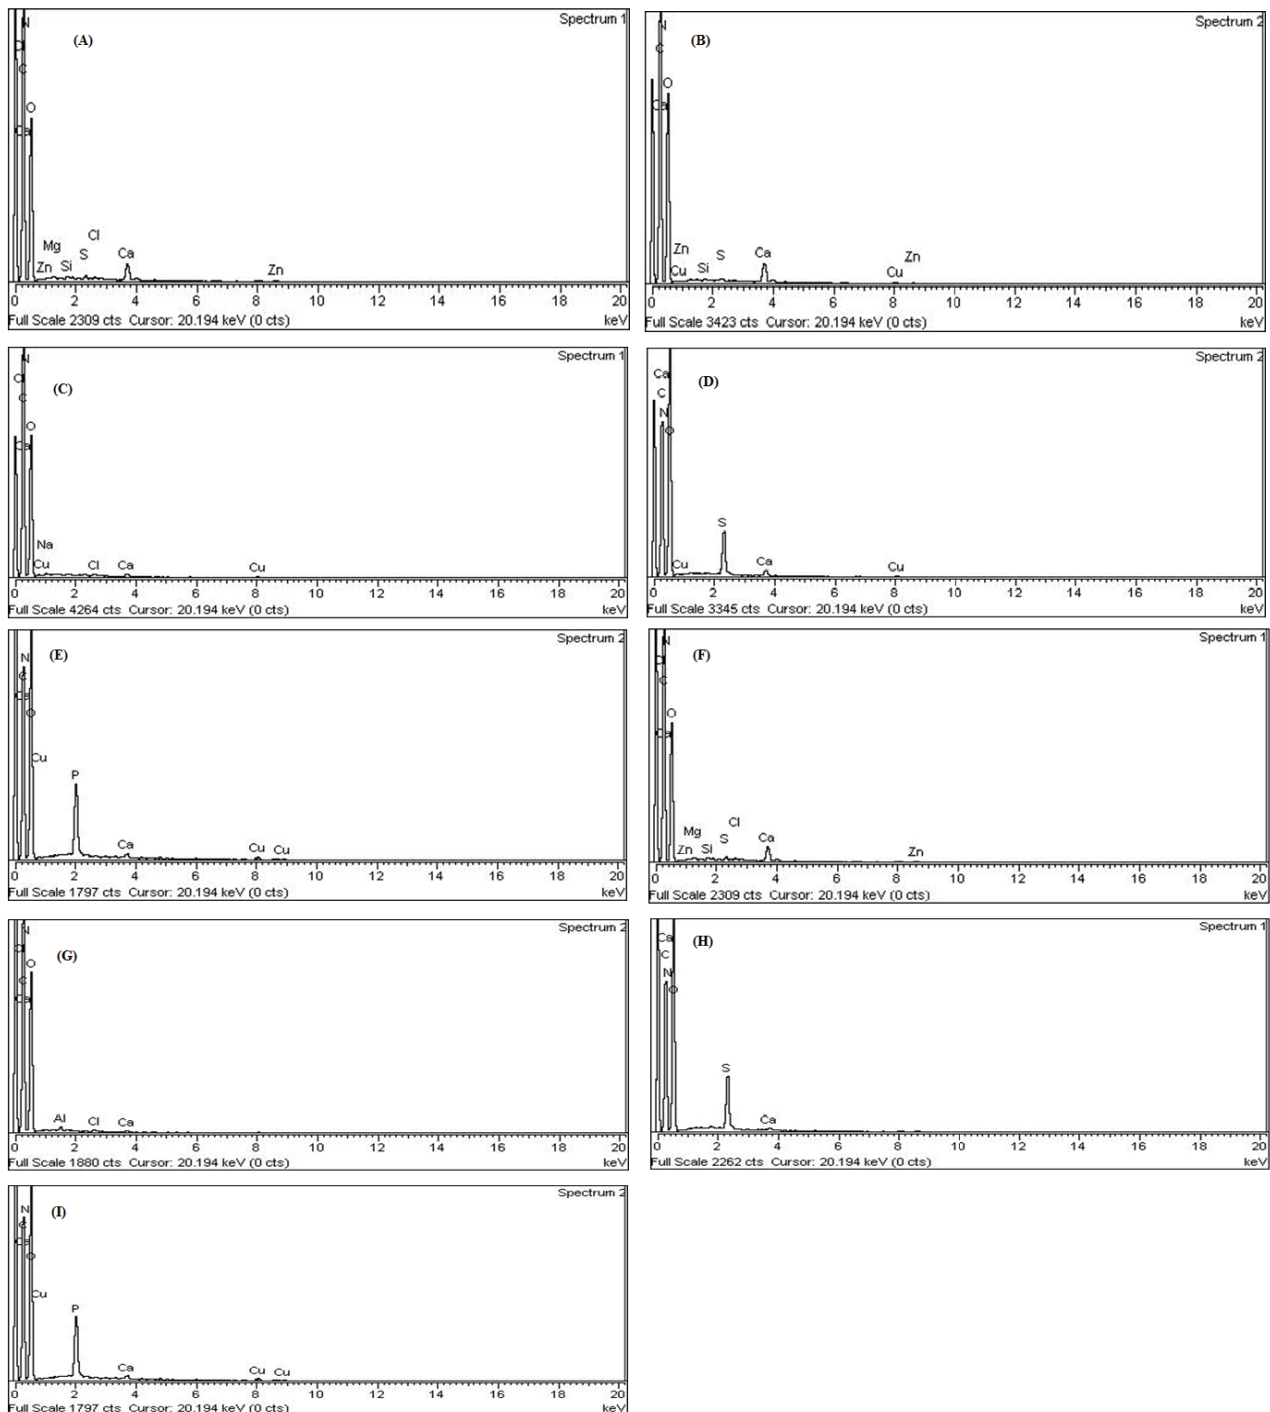 Spectrum 1
(A)
N
Cl
C
O
Ca
Cl
Mg
S
Ca
Zn
Si
Zn
0 2 4 6 8 10 12 14 16 18 20
Full Scale 2309 cts Cursor: 20.194 keV (0 cts) keV
Spectrum 2
(B)
N
C
O
Ca
Zn
S
Ca
Zn
Cu
Si
Cu
0 2 4 6 8 10 12 14 16 18 20
Full Scale 3423 cts Cursor: 20.194 keV (0 cts) keV
Spectrum 1
(C)
N
Cl
C
O
Ca
Na
Cu
Cl
Ca
Cu
0 2 4 6 8 10 12 14 16 18 20
Full Scale 4264 cts Cursor: 20.194 keV (0 cts) keV
Spectrum 2
(D)
Ca
C
N
O
S
Ca
Cu
Cu
0 2 4 6 8 10 12 14 16 18 20
Full Scale 3345 cts Cursor: 20.194 keV (0 cts) keV
Spectrum 2
(E)
N
C
Ca
O
Cu
P
Ca
Cu
Cu
0 2 4 6 8 10 12 14 16 18 20
Full Scale 1797 cts Cursor: 20.194 keV (0 cts) keV
Spectrum 1
(F)
N
Cl
C
O
Ca
Cl
Mg
S
Ca
Zn
Si
Zn
0 2 4 6 8 10 12 14 16 18 20
Full Scale 2309 cts Cursor: 20.194 keV (0 cts) keV
Spectrum 2
(G)
N
Cl
O
C
Ca
Al
Cl
Ca
0 2 4 6 8 10 12 14 16 18 20
Full Scale 1880 cts Cursor: 20.194 keV (0 cts) keV
Spectrum 1
(H)
Ca
C
N
O
S
Ca
0 2 4 6 8 10 12 14 16 18 20
Full Scale 2262 cts Cursor: 20.194 keV (0 cts) keV
Spectrum 2
(I)
N
C
Ca
O
Cu
P
Ca
Cu
Cu
0 2 4 6 8 10 12 14 16 18 20
Full Scale 1797 cts Cursor: 20.194 keV (0 cts) keV